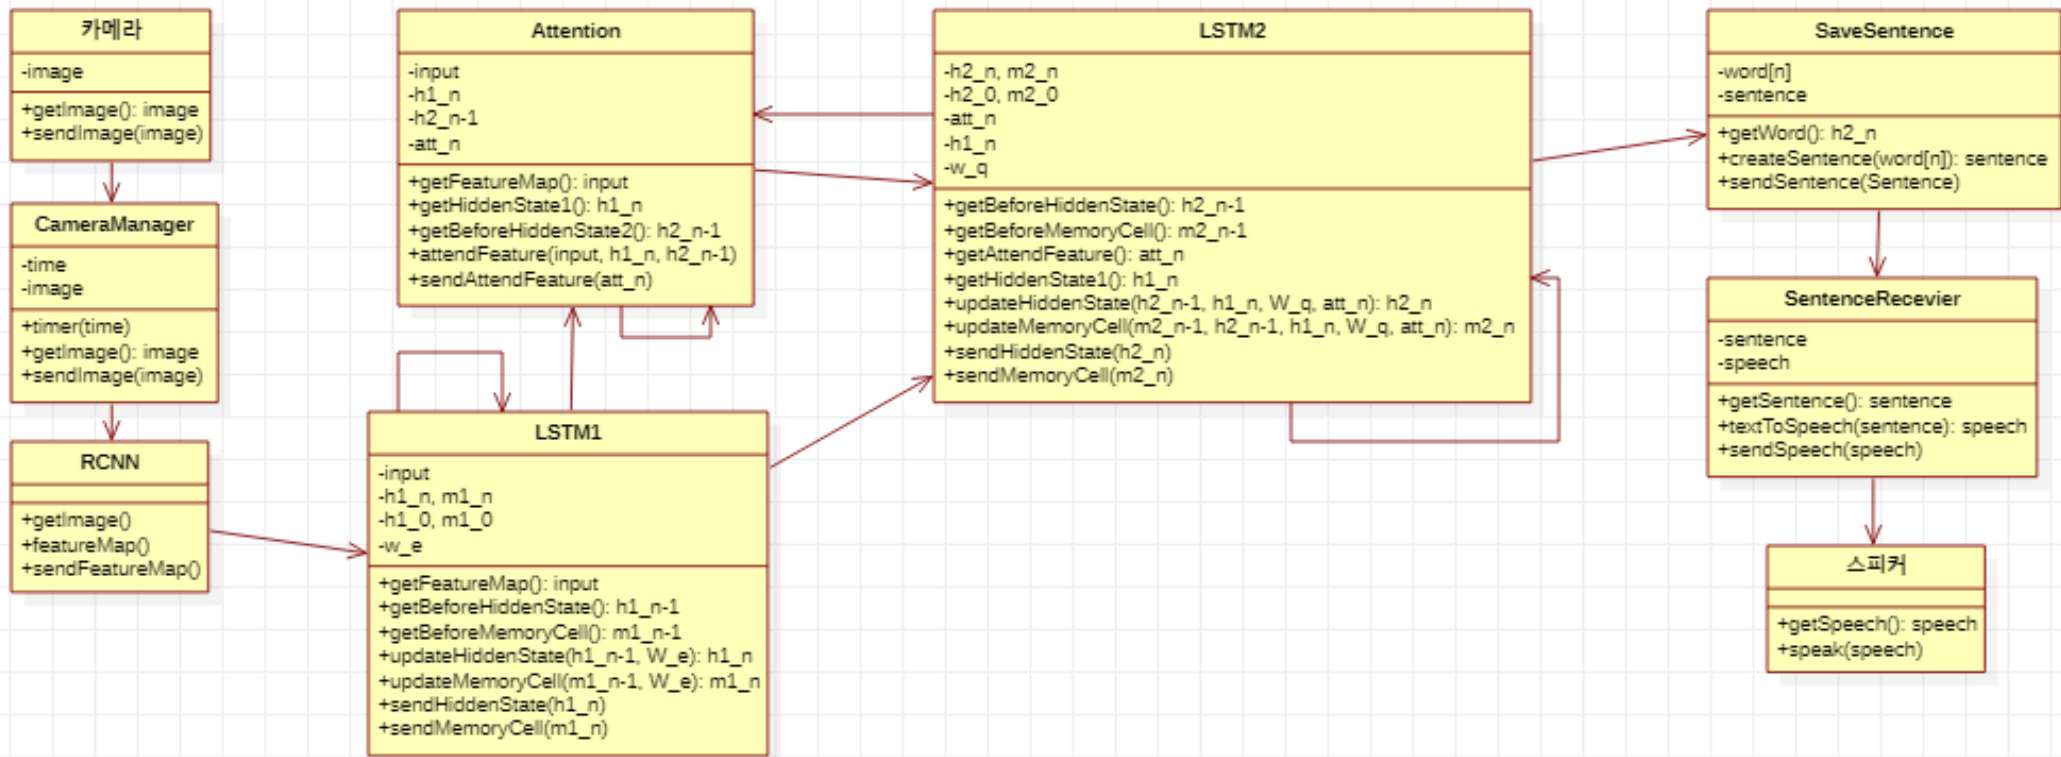 카메라
-image
+getImage(): image
+sendImage(image)
CameraManager
-time
-image
+timer(time)
+getImage(): image
+sendImage(image)
RCNN
+getImage()
+featureMap()
+sendFeatureMap()
Attention
-input
-h1_n
-h2_n-1
-att_n
+getFeatureMap(): input
+getHiddenState1(): h1_n
+getBeforeHiddenState2(): h2_n-1
+attendFeature(input, h1_n, h2_n-1)
+sendAttendFeature(att_n)
LSTM1
-input
-h1_n, m1_n
-h1_0, m1_0
-w_e
+getFeatureMap(): input
+getBeforeHiddenState(): h1_n-1
+getBeforeMemoryCell(): m1_n-1
+updateHiddenState(h1_n-1, W_e): h1_n
+updateMemoryCell(m1_n-1, W_e): m1_n
+sendHiddenState(h1_n)
+sendMemoryCell(m1_n)
LSTM2
-h2_n, m2_n
-h2_0, m2_0
-att_n
-h1_n
-w_q
+getBeforeHiddenState(): h2_n-1
+getBeforeMemoryCell(): m2_n-1
+getAttendFeature(): att_n
+getHiddenState1(): h1_n
+updateHiddenState(h2_n-1, h1_n, W_q, att_n): h2_n
+updateMemoryCell(m2_n-1, h2_n-1, h1_n, W_q, att_n): m2_n
+sendHiddenState(h2_n)
+sendMemoryCell(m2_n)
SaveSentence
-word[n]
-sentence
+getWord(): h2_n
+createSentence(word[n]): sentence
+sendSentence(Sentence)
SentenceRecevier
-sentence
-speech
+getSentence(): sentence
+textToSpeech(sentence): speech
+sendSpeech(speech)
스피커
+getSpeech(): speech
+speak(speech)